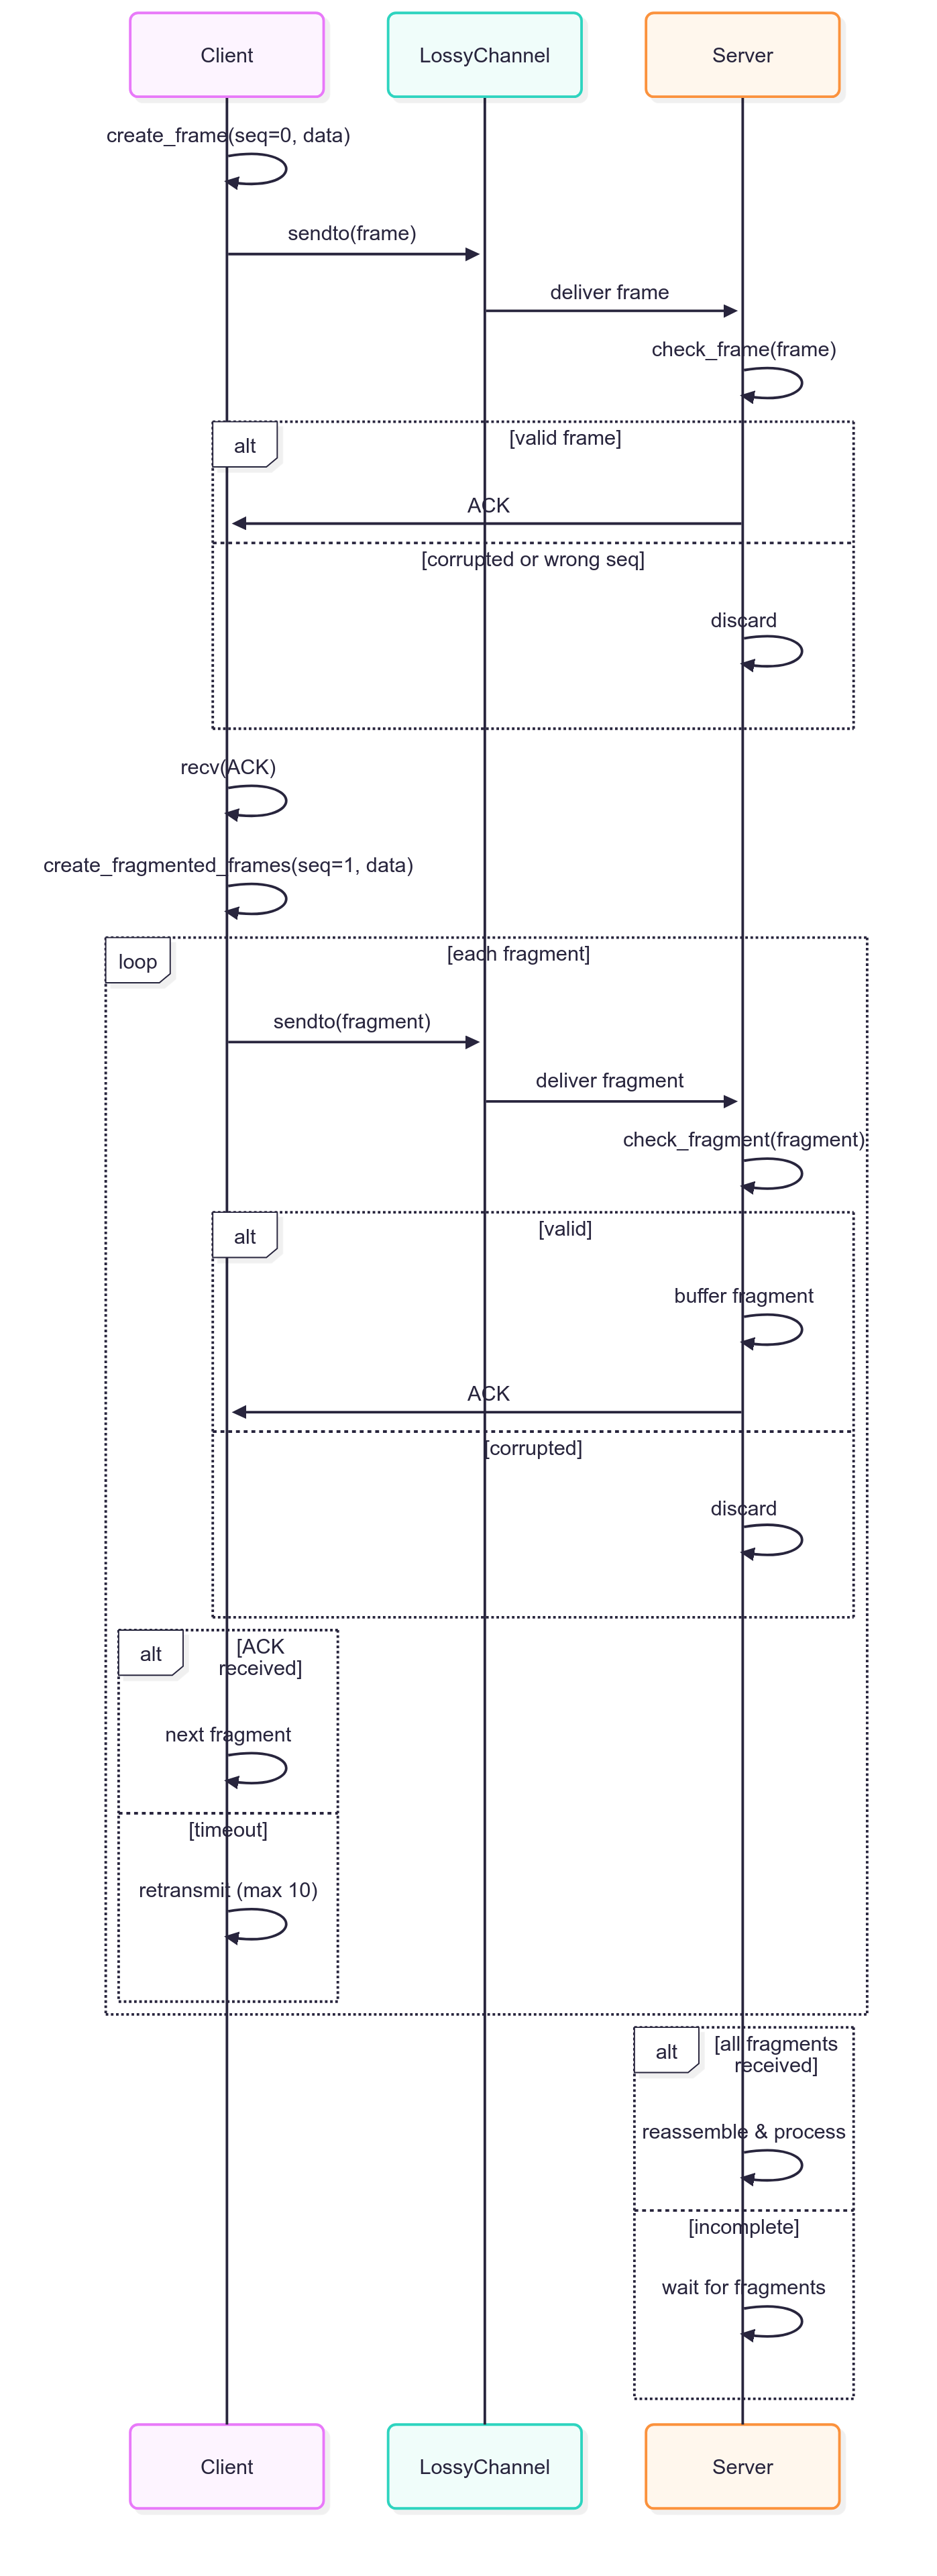 Client
LossyChannel
Server
create_frame(seq=0, data)
sendto(frame)
deliver frame
check_frame(frame)
alt
[valid frame]
ACK
[corrupted or wrong seq]
discard
recv(ACK)
create_fragmented_frames(seq=1, data)
loop
[each fragment]
sendto(fragment)
deliver fragment
check_fragment(fragment)
alt
[valid]
buffer fragment
ACK
[corrupted]
discard
alt
[ACK
received]
next fragment
[timeout]
retransmit (max 10)
alt
[all fragments
received]
reassemble & process
[incomplete]
wait for fragments
Client
LossyChannel
Server